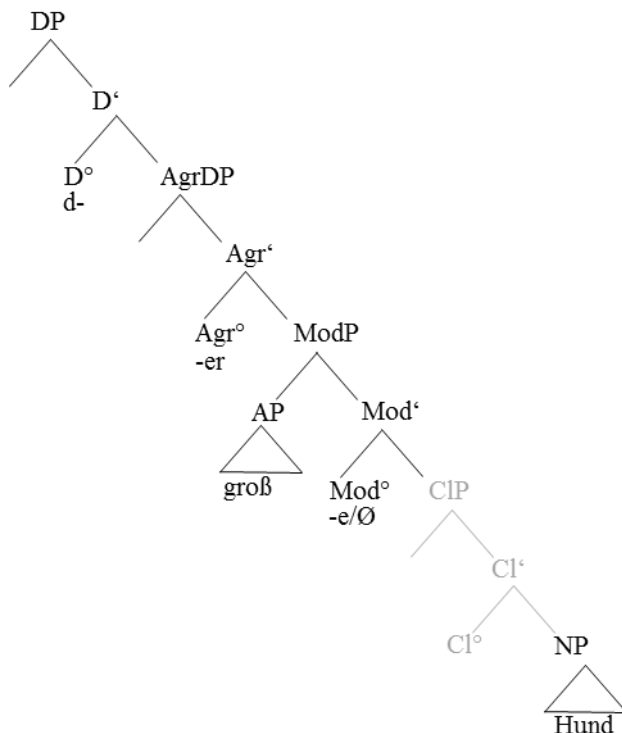 DP
D‘
D° AgrDP
d-
Agr‘
Agr° ModP
-er
AP Mod‘
groß Mod° ClP
-e/Ø
Cl‘
Cl° NP
Hund